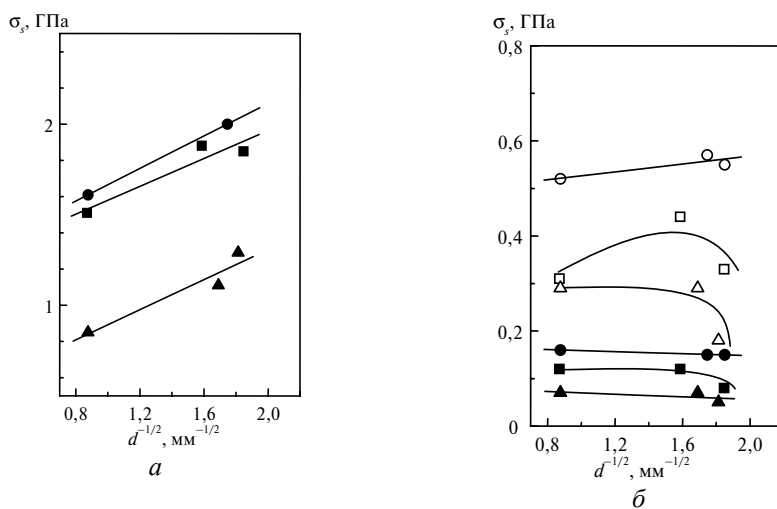 σₛ, ГПа
2
1
0,8 1,2 1,6 2,0
d⁻¹/², мм⁻¹/²
а
σₛ, ГПа
0,8
0,6
0,4
0,2
0
0,8 1,2 1,6 2,0
d⁻¹/², мм⁻¹/²
б